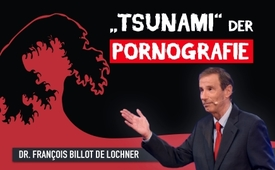 „TSUNAMI“ DER
PORNOGRAFIE
DR. FRANÇOIS BILLOT DE LOCHNER